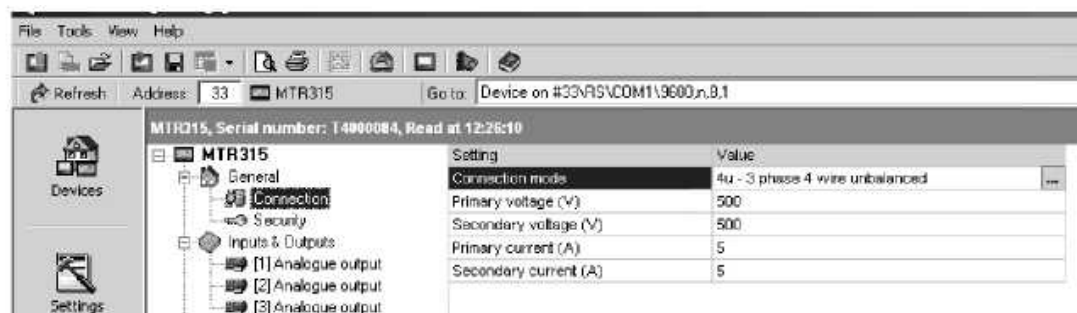 File Tools View Help
Refresh Address 33 MTR315 Go to: Device on #33\RS\COM1\9600,n,8,1
MTR315, Serial number: T4000084, Read at 12:26:10
Devices
Settings
MTR315
General
Connection
Security
Inputs & Outputs
[1] Analogue output
[2] Analogue output
[3] Analogue output
Setting Value
Connection mode 4u - 3 phase 4 wire unbalanced ...
Primary voltage (V) 500
Secondary voltage (V) 500
Primary current (A) 5
Secondary current (A) 5